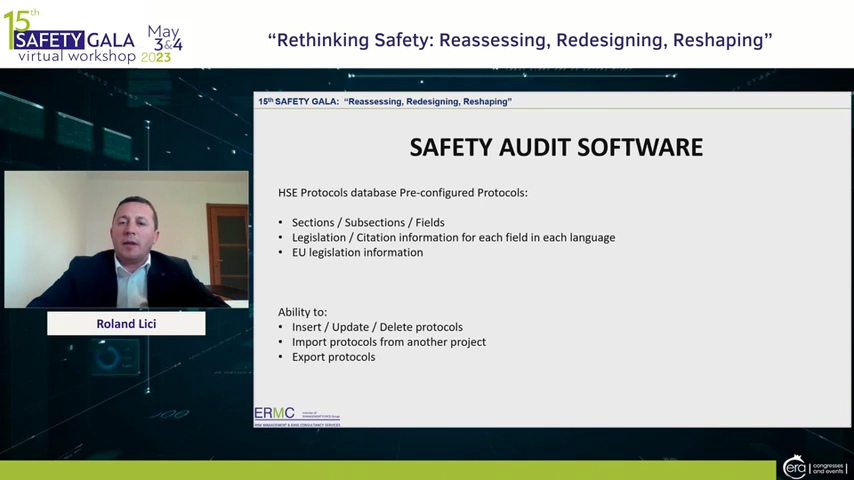 15th
SAFETY GALA
virtual workshop
May
3&4
2023
“Rethinking Safety: Reassessing, Redesigning, Reshaping”
15th SAFETY GALA: “Reassessing, Redesigning, Reshaping”
SAFETY AUDIT SOFTWARE
HSE Protocols database Pre-configured Protocols:
• Sections / Subsections / Fields
• Legislation / Citation information for each field in each language
• EU legislation information
Ability to:
• Insert / Update / Delete protocols
• Import protocols from another project
• Export protocols
Roland Lici
ERMC
RISK MANAGEMENT & RISK CONSULTANCY SERVICES
era
congresses
and events